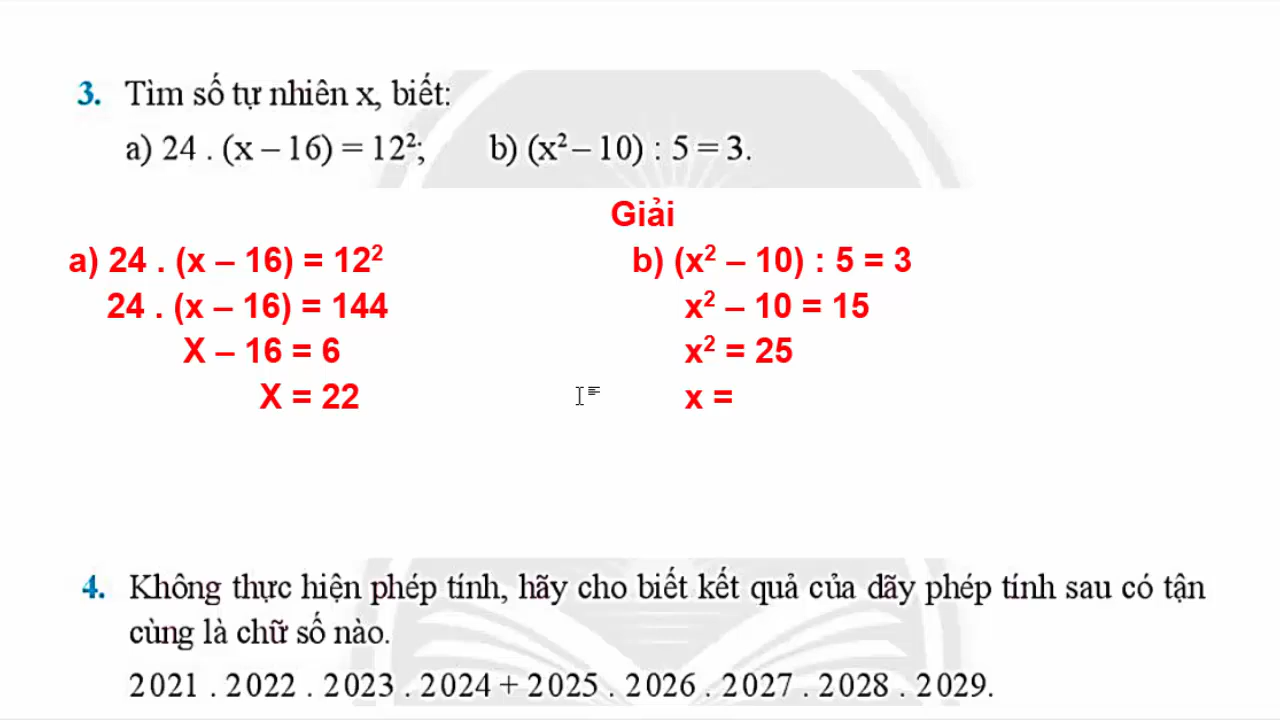 3. Tìm số tự nhiên x, biết:
a) 24 . (x – 16) = 12²; b) (x² – 10) : 5 = 3.
Giải
a) 24 . (x – 16) = 12²
24 . (x – 16) = 144
X – 16 = 6
X = 22
b) (x² – 10) : 5 = 3
x² – 10 = 15
x² = 25
x =
4. Không thực hiện phép tính, hãy cho biết kết quả của dãy phép tính sau có tận
cùng là chữ số nào.
2021 . 2022 . 2023 . 2024 + 2025 . 2026 . 2027 . 2028 . 2029.